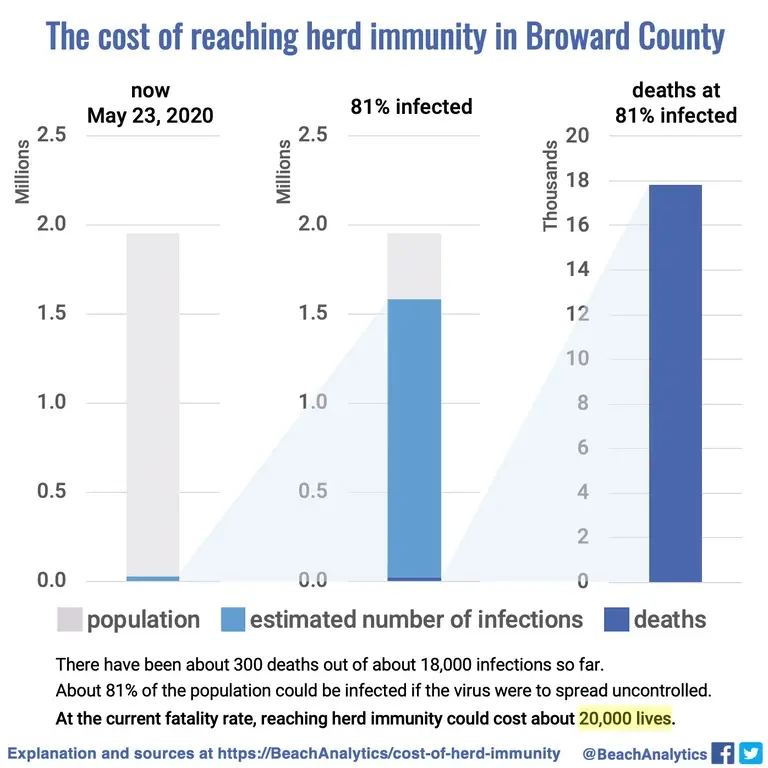 The cost of reaching herd immunity in Broward County
now
May 23, 2020
81% infected
deaths at
81% infected
Millions
2.5
2.0
1.5
1.0
0.5
0.0
Millions
2.5
2.0
1.5
1.0
0.5
0.0
Thousands
20
18
16
14
12
10
8
6
4
2
0
population
estimated number of infections
deaths
There have been about 300 deaths out of about 18,000 infections so far.
About 81% of the population could be infected if the virus were to spread uncontrolled.
At the current fatality rate, reaching herd immunity could cost about 20,000 lives.
Explanation and sources at https://BeachAnalytics/cost-of-herd-immunity @BeachAnalytics